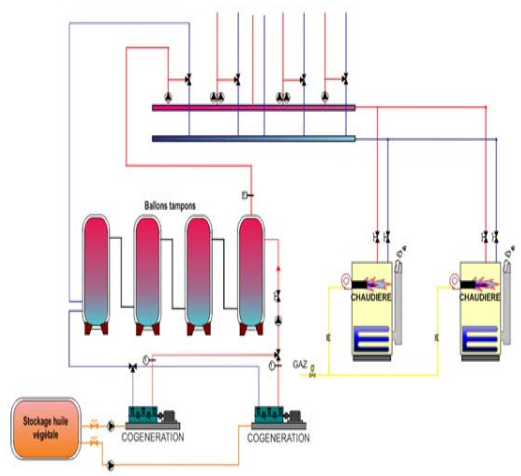 Ballons tampons
CHAUDIERE
CHAUDIERE
GAZ
Stockage huile
végétale
COGENERATION
COGENERATION